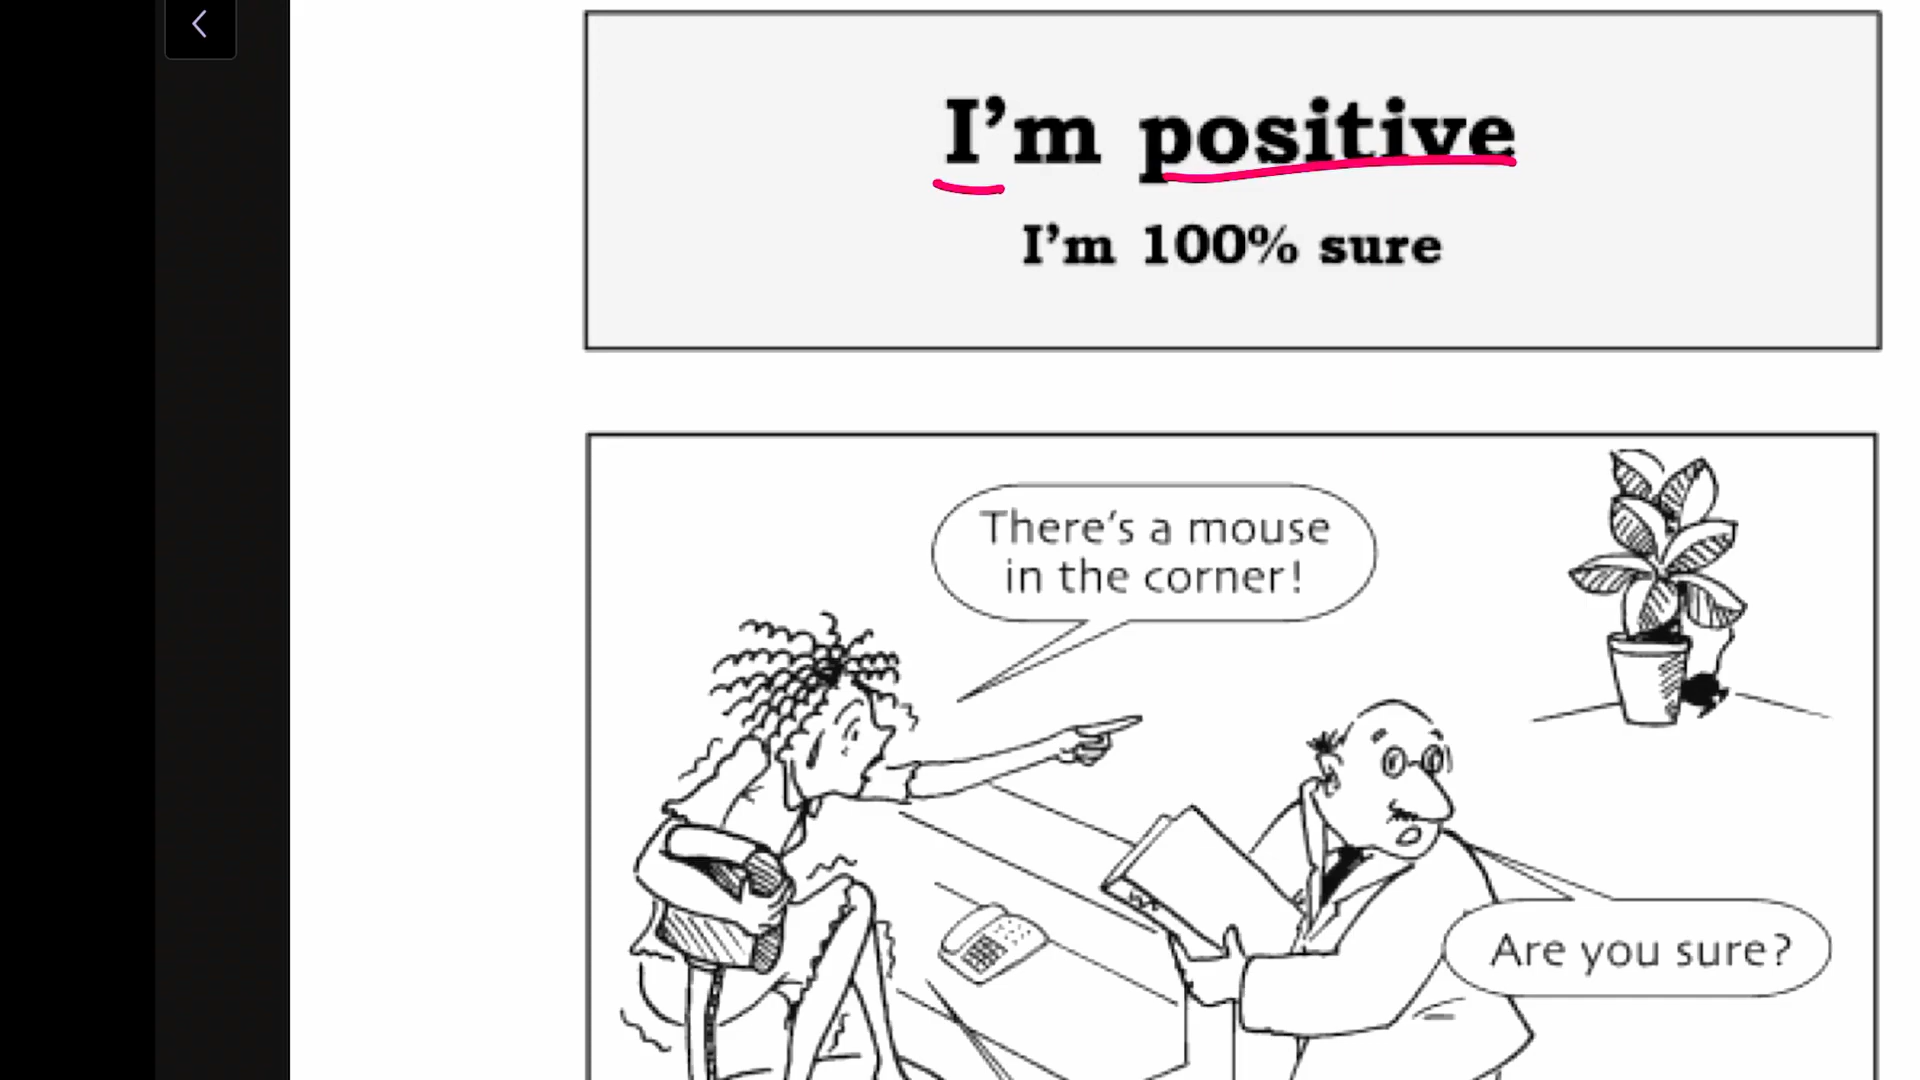 I'm positive
I'm 100% sure
There's a mouse
in the corner!
Are you sure?